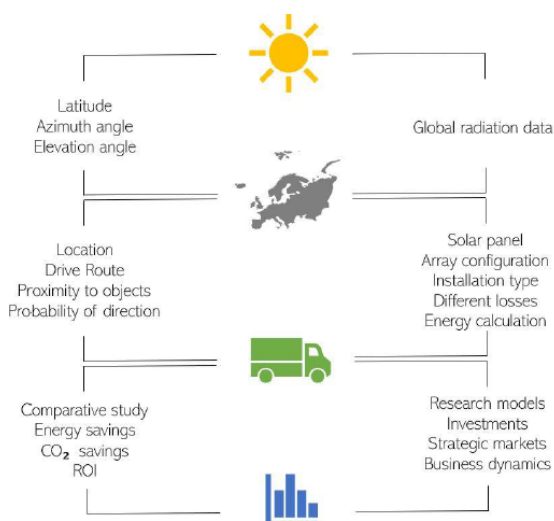 Latitude
Azimuth angle
Elevation angle
Global radiation data
Location
Drive Route
Proximity to objects
Probability of direction
Solar panel
Array configuration
Installation type
Different losses
Energy calculation
Comparative study
Energy savings
CO₂ savings
ROI
Research models
Investments
Strategic markets
Business dynamics